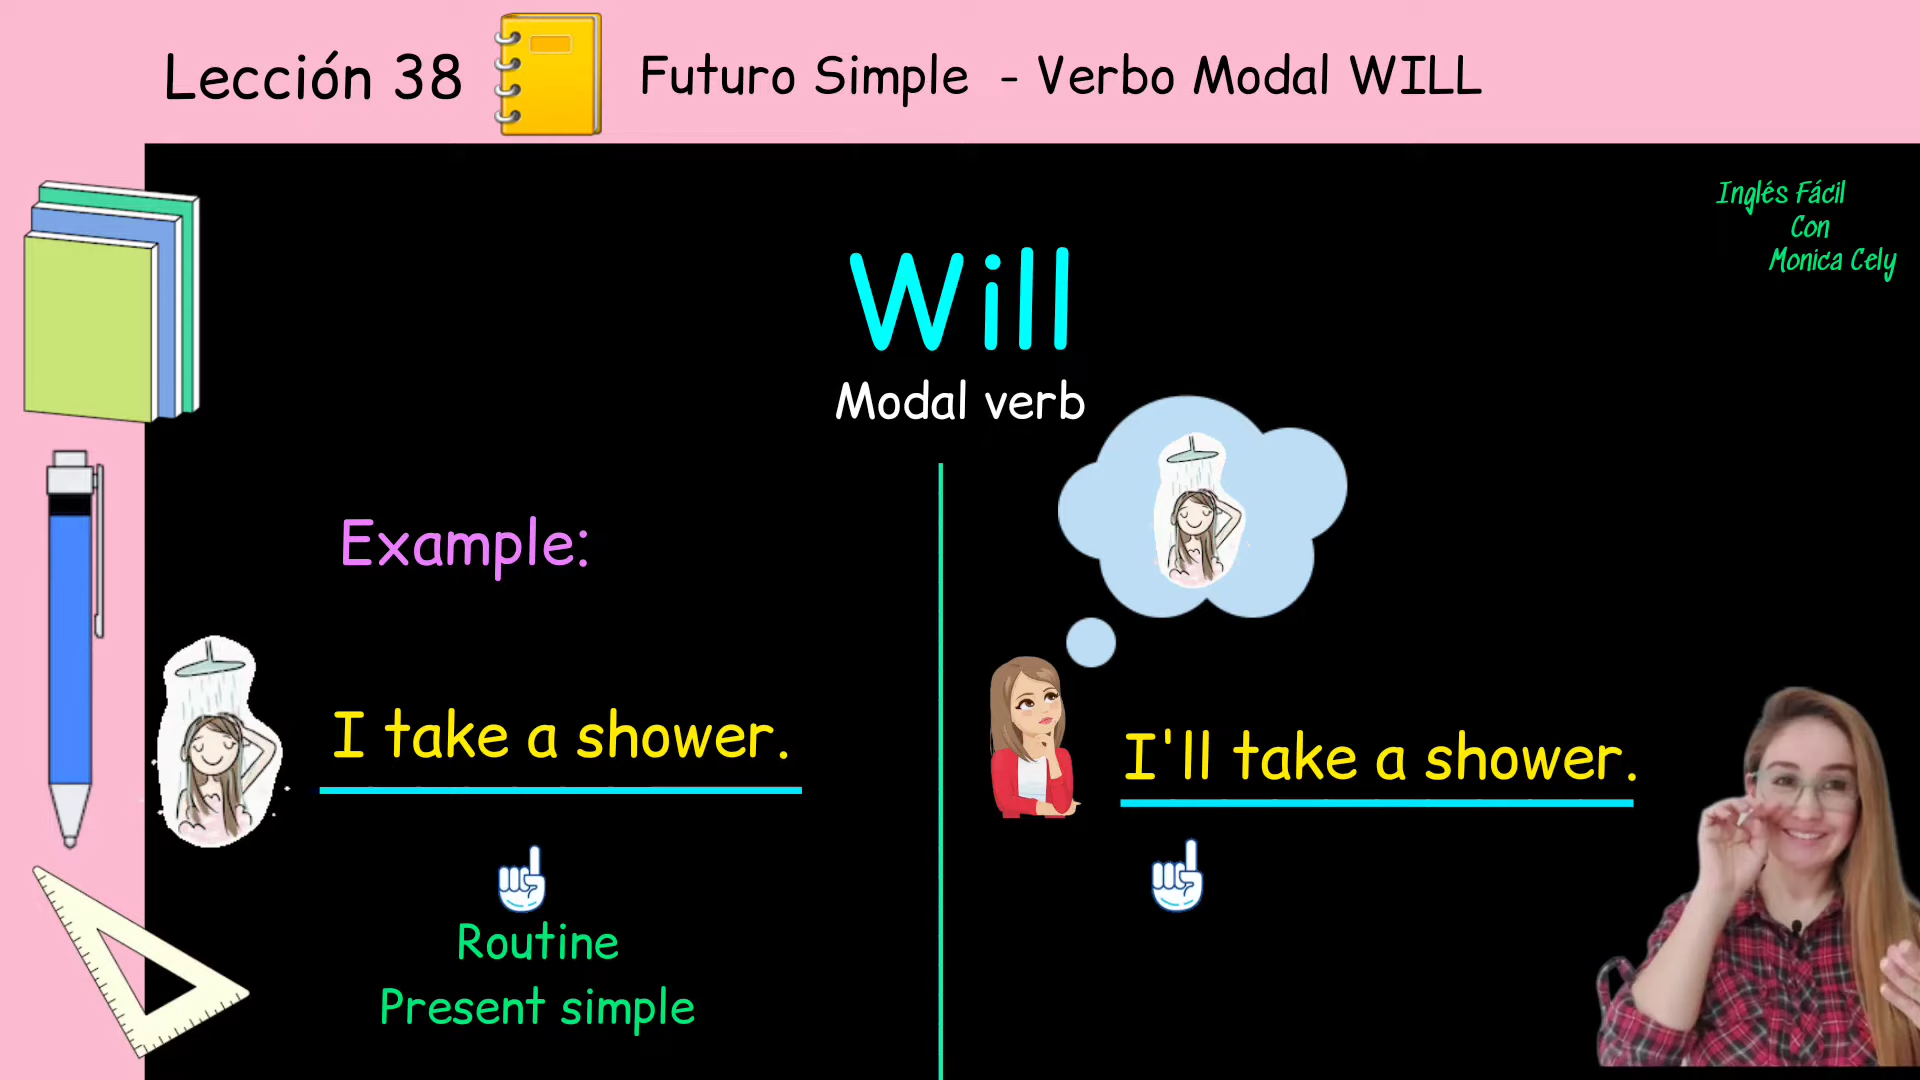 Lección 38
Futuro Simple - Verbo Modal WILL
Inglés Fácil
Con
Monica Cely
Will
Modal verb
Example:
I take a shower.
Routine
Present simple
I'll take a shower.